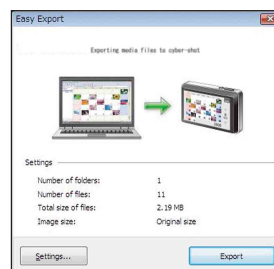 Easy Export
Exporting media files to cyber-shot
Settings
Number of folders: 1
Number of files: 11
Total size of files: 2.19 MB
Image size: Original size
Settings... Export